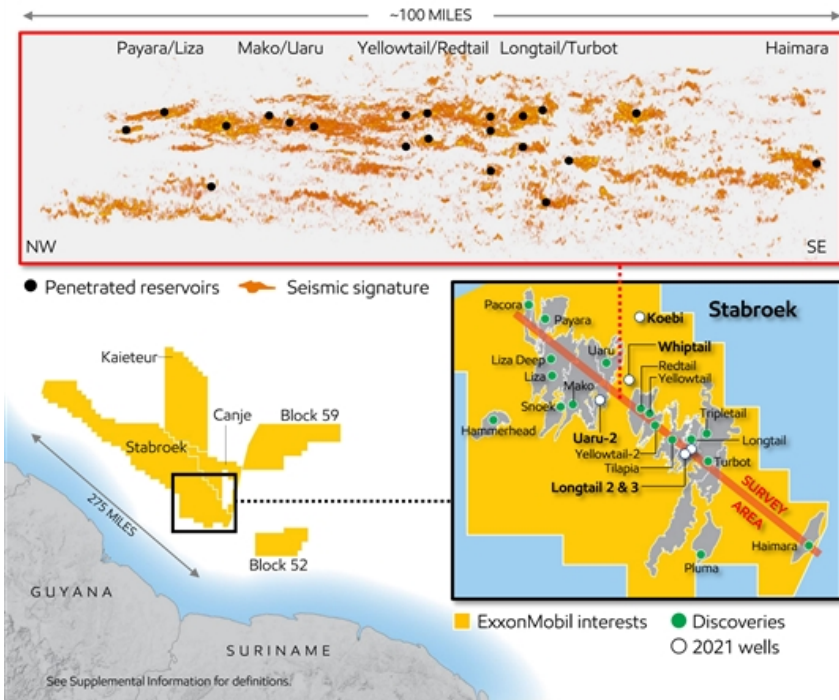 ~100 MILES
Payara/Liza Mako/Uaru Yellowtail/Redtail Longtail/Turbot Haimara
NW SE
Penetrated reservoirs Seismic signature
Kaieteur
Canje
Block 59
Stabroek
275 MILES
Block 52
GUYANA
SURINAME
See Supplemental Information for definitions.
Stabroek
Pacora
Payara
Koebi
Whiptail
Liza Deep
Uaru
Redtail
Liza
Yellowtail
Mako
Snoek
Tripletail
Hammerhead
Uaru-2
Longtail
Yellowtail-2
Tilapia
Turbot
Longtail 2 & 3
SURVEY
AREA
Haimara
Pluma
ExxonMobil interests
Discoveries
2021 wells